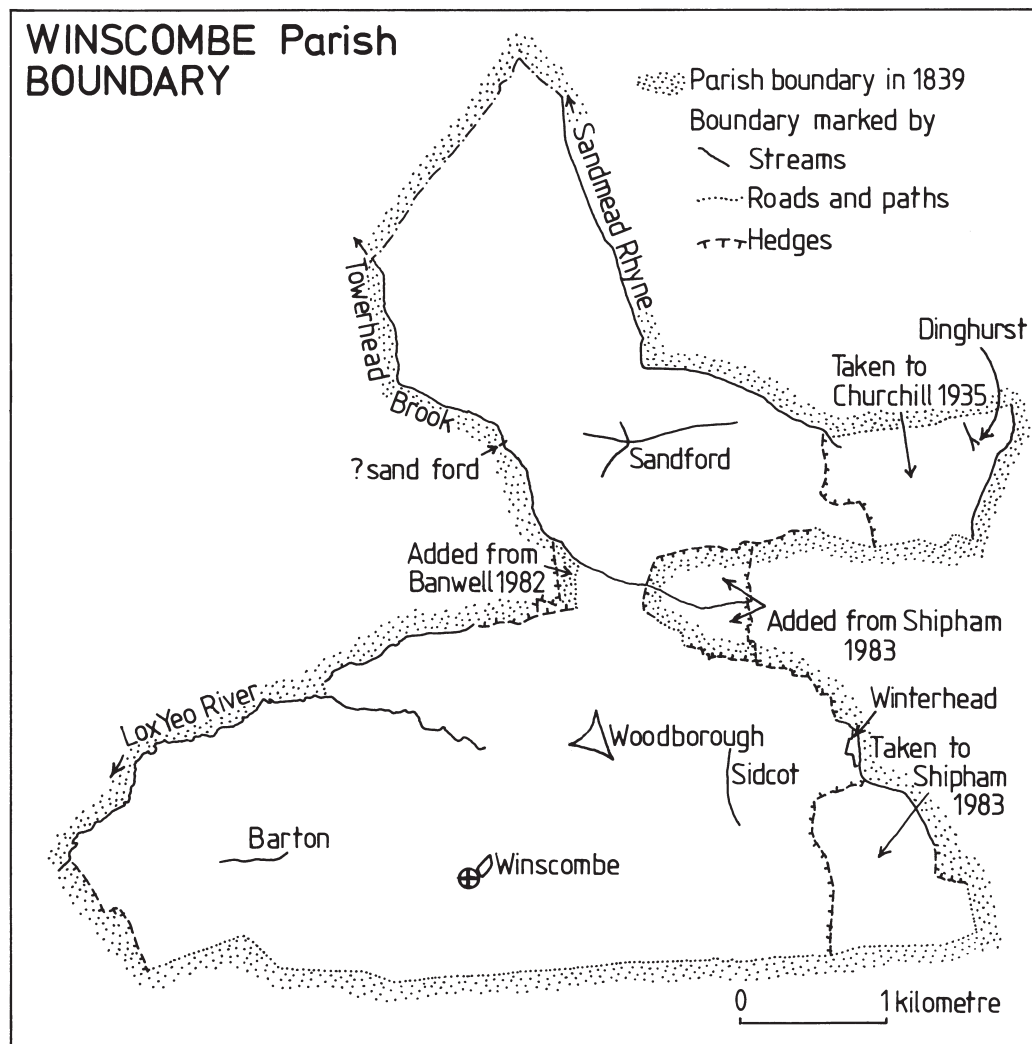 WINSCOMBE Parish
BOUNDARY
Parish boundary in 1839
Boundary marked by
Streams
Roads and paths
Hedges
Sandmead Rhyne
Towerhead
Brook
Dinghurst
Taken to
Churchill 1935
?sand ford
Sandford
Added from
Banwell 1982
Added from Shipham
1983
LoxYeo River
Winterhead
Woodborough
Sidcot
Taken to
Shipham
1983
Barton
Winscombe
0 1 kilometre